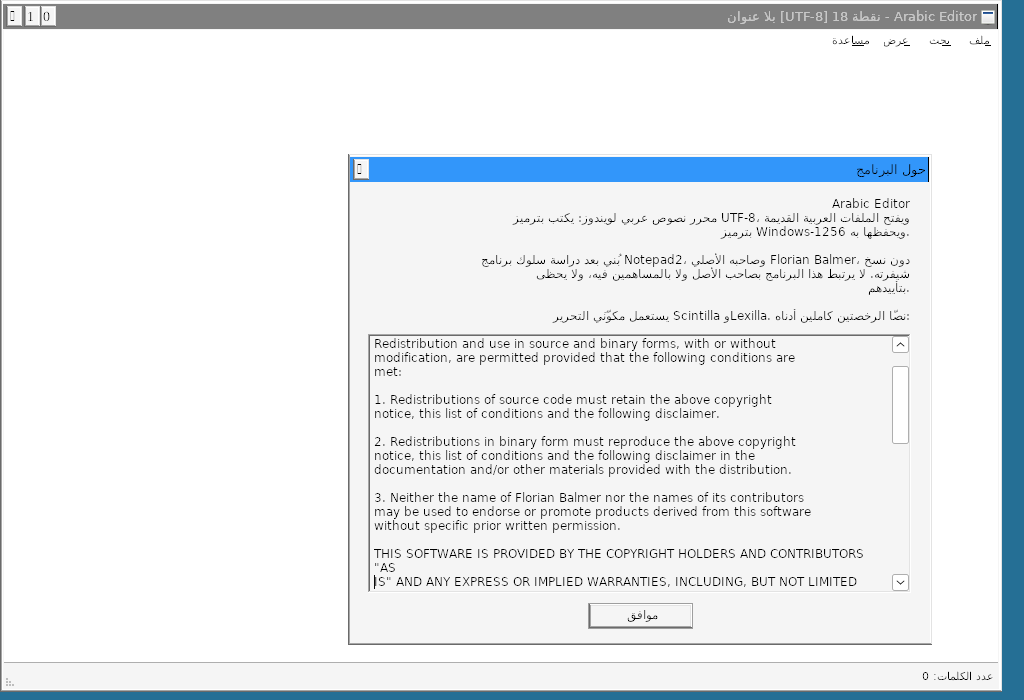 بلا عنوان [UTF-8] 18 نقطة - Arabic Editor
0 1
ملف بحث عرض مساعدة
حول البرنامج
Arabic Editor
محرر نصوص عربي لويندوز: يكتب بترميز UTF-8، ويفتح الملفات العربية القديمة
بترميز Windows-1256 ويحفظها به.
بُني بعد دراسة سلوك برنامج Notepad2، وصاحبه الأصلي Florian Balmer، دون نسخ
شيفرته. لا يرتبط هذا البرنامج بصاحب الأصل ولا بالمساهمين فيه، ولا يحظى
بتأييدهم.
يستعمل مكوّني التحرير Scintilla وLexilla. نصّا الرخصتين كاملين أدناه:
Redistribution and use in source and binary forms, with or without
modification, are permitted provided that the following conditions are
met:
1. Redistributions of source code must retain the above copyright
notice, this list of conditions and the following disclaimer.
2. Redistributions in binary form must reproduce the above copyright
notice, this list of conditions and the following disclaimer in the
documentation and/or other materials provided with the distribution.
3. Neither the name of Florian Balmer nor the names of its contributors
may be used to endorse or promote products derived from this software
without specific prior written permission.
THIS SOFTWARE IS PROVIDED BY THE COPYRIGHT HOLDERS AND CONTRIBUTORS
"AS
IS" AND ANY EXPRESS OR IMPLIED WARRANTIES, INCLUDING, BUT NOT LIMITED
موافق
عدد الكلمات: 0